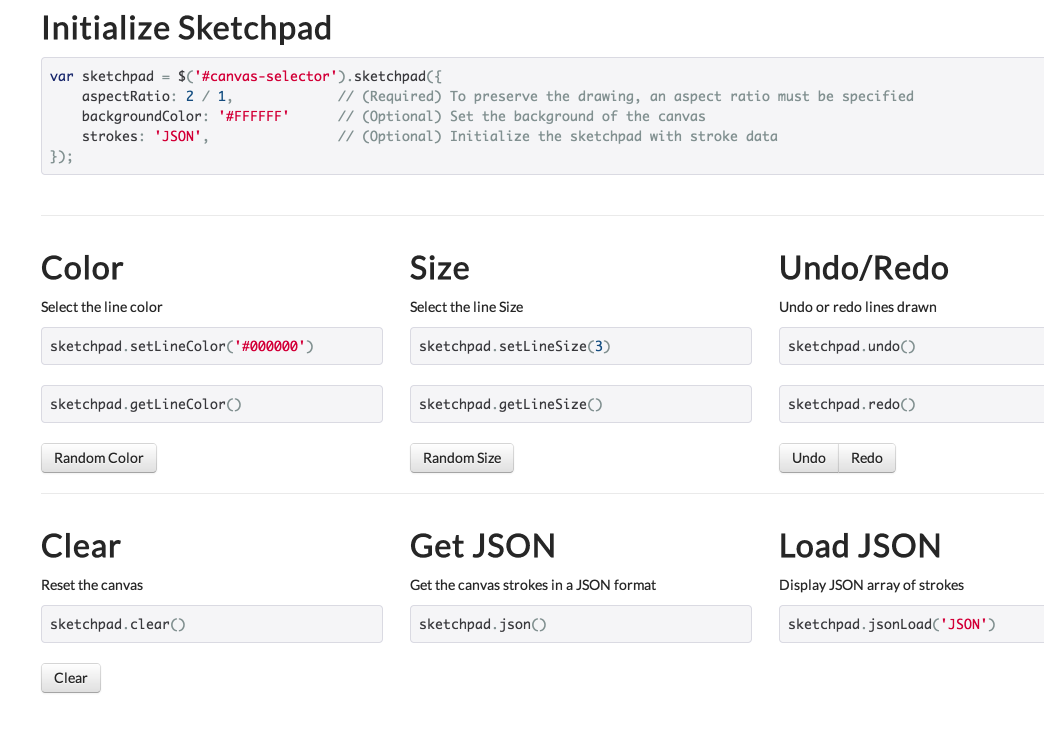 Initialize Sketchpad
var sketchpad = $('#canvas-selector').sketchpad({
    aspectRatio: 2 / 1,             // (Required) To preserve the drawing, an aspect ratio must be specified
    backgroundColor: '#FFFFFF'      // (Optional) Set the background of the canvas
    strokes: 'JSON',                // (Optional) Initialize the sketchpad with stroke data
});
Color
Select the line color
sketchpad.setLineColor('#000000')
sketchpad.getLineColor()
Random Color
Size
Select the line Size
sketchpad.setLineSize(3)
sketchpad.getLineSize()
Random Size
Undo/Redo
Undo or redo lines drawn
sketchpad.undo()
sketchpad.redo()
Undo Redo
Clear
Reset the canvas
sketchpad.clear()
Clear
Get JSON
Get the canvas strokes in a JSON format
sketchpad.json()
Load JSON
Display JSON array of strokes
sketchpad.jsonLoad('JSON')